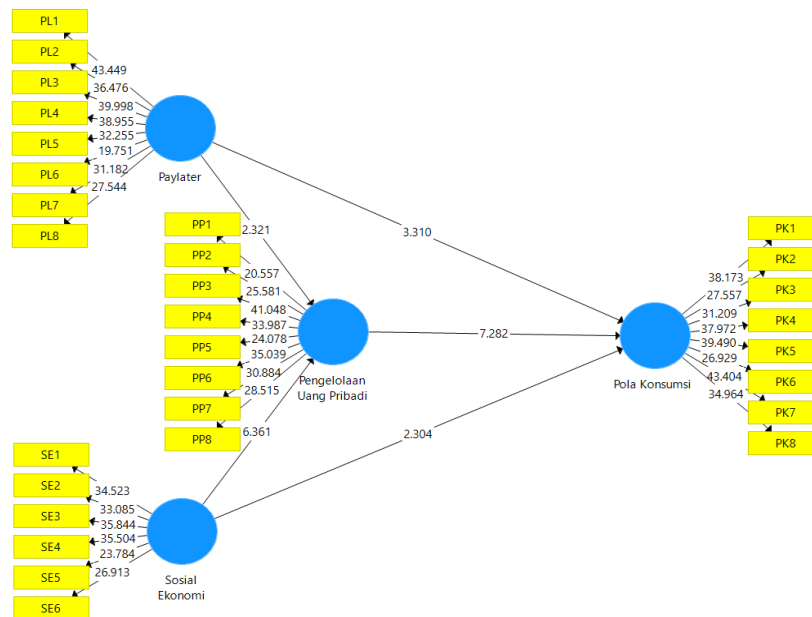 PL1
PL2
PL3
PL4
PL5
PL6
PL7
PL8
43.449
36.476
39.998
38.955
32.255
19.751
31.182
27.544
Paylater
2.321
3.310
PP1
PP2
PP3
PP4
PP5
PP6
PP7
PP8
20.557
25.581
41.048
33.987
24.078
35.039
30.884
28.515
Pengelolaan
Uang Pribadi
7.282
6.361
2.304
PK1
PK2
PK3
PK4
PK5
PK6
PK7
PK8
38.173
27.557
31.209
37.972
39.490
26.929
43.404
34.964
Pola Konsumsi
SE1
SE2
SE3
SE4
SE5
SE6
34.523
33.085
35.844
35.504
23.784
26.913
Sosial
Ekonomi